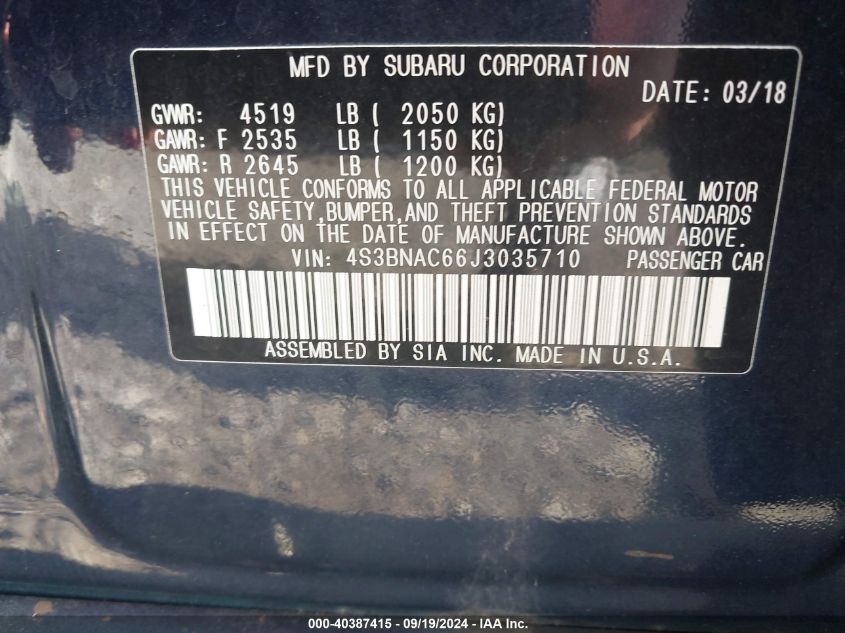 MFD BY SUBARU CORPORATION
DATE: 03/18
GVWR: 4519 LB ( 2050 KG)
GAWR: F 2535 LB ( 1150 KG)
GAWR: R 2645 LB ( 1200 KG)
THIS VEHICLE CONFORMS TO ALL APPLICABLE FEDERAL MOTOR
VEHICLE SAFETY,BUMPER,AND THEFT PREVENTION STANDARDS
IN EFFECT ON THE DATE OF MANUFACTURE SHOWN ABOVE.
VIN: 4S3BNAC66J3035710 PASSENGER CAR
ASSEMBLED BY SIA INC. MADE IN U.S.A.
000-40387415 - 09/19/2024 - IAA Inc.